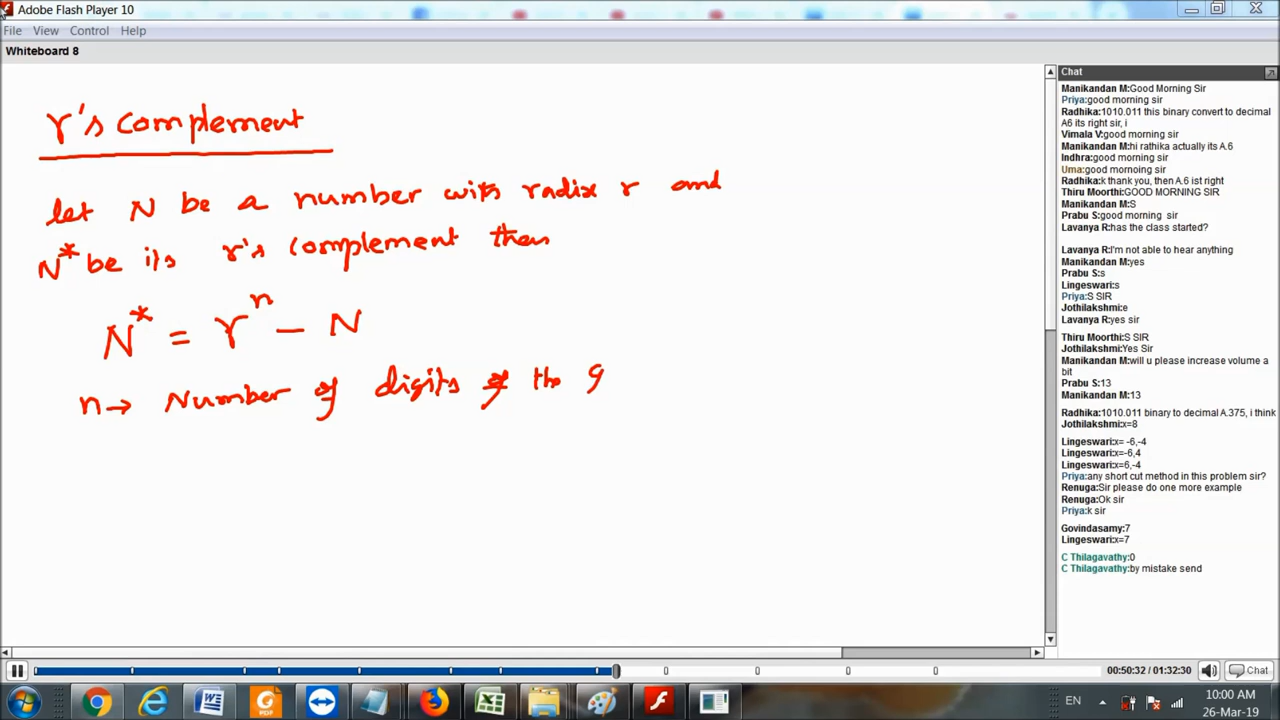 Adobe Flash Player 10
File View Control Help
Whiteboard 8
r's complement
let N be a number with radix r and
N* be its r's complement then
N* = r^n - N
n → Number of digits of the g
Chat
Manikandan M:Good Morning Sir
Priya:good morning sir
Radhika:1010.011 this binary convert to decimal
A6 its right sir, i
Vimala V:good morning sir
Manikandan M:hi rathika actually its A.6
Indhra:good morning sir
Uma:good mornoing sir
Radhika:k thank you, then A.6 ist right
Thiru Moorthi:GOOD MORNING SIR
Manikandan M:S
Prabu S:good morning sir
Lavanya R:has the class started?
Lavanya R:I'm not able to hear anything
Manikandan M:yes
Prabu S:s
Lingeswari:s
Priya:S SIR
Jothilakshmi:e
Lavanya R:yes sir
Thiru Moorthi:S SIR
Jothilakshmi:Yes Sir
Manikandan M:will u please increase volume a
bit
Prabu S:13
Manikandan M:13
Radhika:1010.011 binary to decimal A.375, i think
Jothilakshmi:x=8
Lingeswari:x= -6,-4
Lingeswari:x=-6,4
Lingeswari:x=6,-4
Priya:any short cut method in this problem sir?
Renuga:Sir please do one more example
Renuga:Ok sir
Priya:k sir
Govindasamy:7
Lingeswari:x=7
C Thilagavathy:0
C Thilagavathy:by mistake send
00:50:32 / 01:32:30
Chat
EN
10:00 AM
26-Mar-19